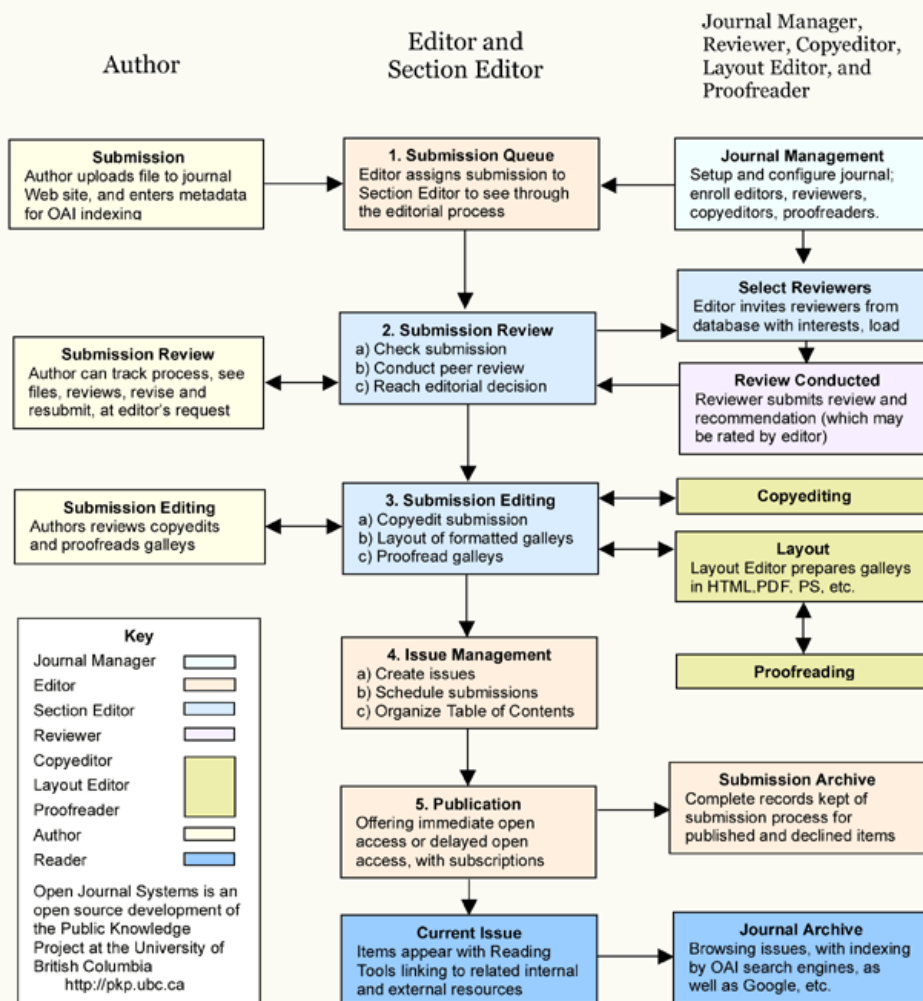 Author
Editor and
Section Editor
Journal Manager,
Reviewer, Copyeditor,
Layout Editor, and
Proofreader
Submission
Author uploads file to journal
Web site, and enters metadata
for OAI indexing
1. Submission Queue
Editor assigns submission to
Section Editor to see through
the editorial process
Journal Management
Setup and configure journal;
enroll editors, reviewers,
copyeditors, proofreaders.
Select Reviewers
Editor invites reviewers from
database with interests, load
2. Submission Review
a) Check submission
b) Conduct peer review
c) Reach editorial decision
Submission Review
Author can track process, see
files, reviews, revise and
resubmit, at editor's request
Review Conducted
Reviewer submits review and
recommendation (which may
be rated by editor)
Submission Editing
Authors reviews copyedits
and proofreads galleys
3. Submission Editing
a) Copyedit submission
b) Layout of formatted galleys
c) Proofread galleys
Copyediting
Layout
Layout Editor prepares galleys
in HTML,PDF, PS, etc.
Proofreading
4. Issue Management
a) Create issues
b) Schedule submissions
c) Organize Table of Contents
5. Publication
Offering immediate open
access or delayed open
access, with subscriptions
Submission Archive
Complete records kept of
submission process for
published and declined items
Current Issue
Items appear with Reading
Tools linking to related internal
and external resources
Journal Archive
Browsing issues, with indexing
by OAI search engines, as
well as Google, etc.
Key
Journal Manager
Editor
Section Editor
Reviewer
Copyeditor
Layout Editor
Proofreader
Author
Reader
Open Journal Systems is an
open source development of
the Public Knowledge
Project at the University of
British Columbia
http://pkp.ubc.ca